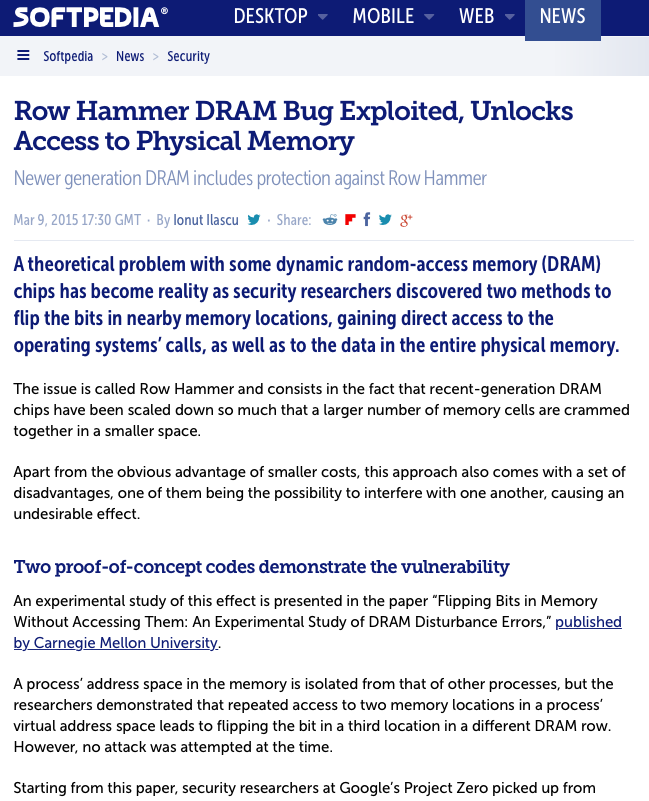 SOFTPEDIA®
DESKTOP MOBILE WEB NEWS
Softpedia > News > Security
Row Hammer DRAM Bug Exploited, Unlocks
Access to Physical Memory
Newer generation DRAM includes protection against Row Hammer
Mar 9, 2015 17:30 GMT · By Ionut Ilascu · Share:
A theoretical problem with some dynamic random-access memory (DRAM)
chips has become reality as security researchers discovered two methods to
flip the bits in nearby memory locations, gaining direct access to the
operating systems’ calls, as well as to the data in the entire physical memory.
The issue is called Row Hammer and consists in the fact that recent-generation DRAM
chips have been scaled down so much that a larger number of memory cells are crammed
together in a smaller space.
Apart from the obvious advantage of smaller costs, this approach also comes with a set of
disadvantages, one of them being the possibility to interfere with one another, causing an
undesirable effect.
Two proof-of-concept codes demonstrate the vulnerability
An experimental study of this effect is presented in the paper “Flipping Bits in Memory
Without Accessing Them: An Experimental Study of DRAM Disturbance Errors,” published
by Carnegie Mellon University.
A process’ address space in the memory is isolated from that of other processes, but the
researchers demonstrated that repeated access to two memory locations in a process’
virtual address space leads to flipping the bit in a third location in a different DRAM row.
However, no attack was attempted at the time.
Starting from this paper, security researchers at Google’s Project Zero picked up from